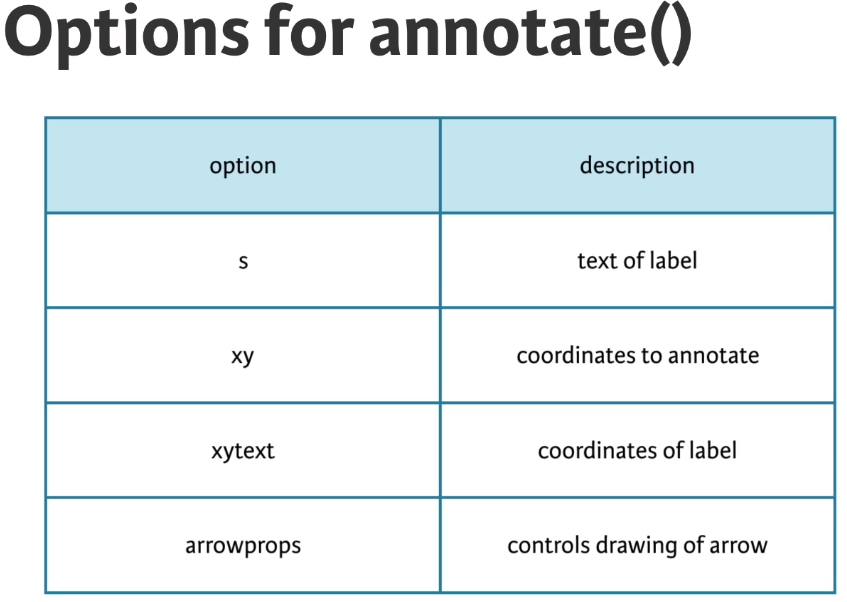 Options for annotate()
option description
s text of label
xy coordinates to annotate
xytext coordinates of label
arrowprops controls drawing of arrow